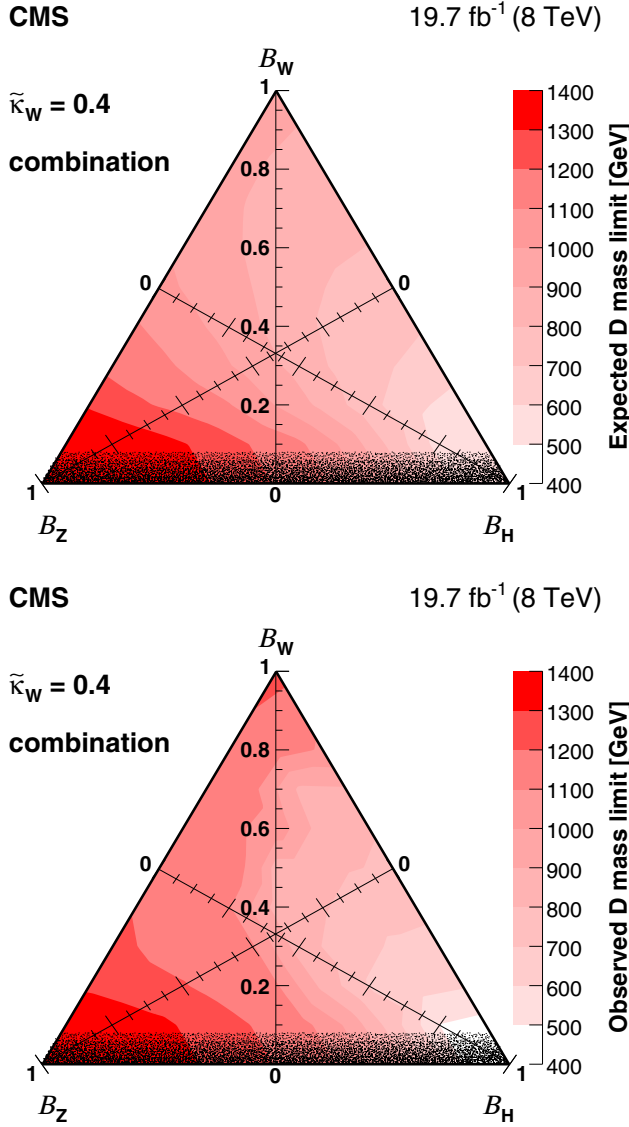 CMS 19.7 fb⁻¹ (8 TeV)
B_W
κ̃_W = 0.4
combination
1
0.8
0.6
0.4
0.2
0
0
1 0 1
B_Z B_H
1400
1300
1200
1100
1000
900
800
700
600
500
400
Expected D mass limit [GeV]
CMS 19.7 fb⁻¹ (8 TeV)
B_W
κ̃_W = 0.4
combination
1
0.8
0.6
0.4
0.2
0
0
1 0 1
B_Z B_H
1400
1300
1200
1100
1000
900
800
700
600
500
400
Observed D mass limit [GeV]